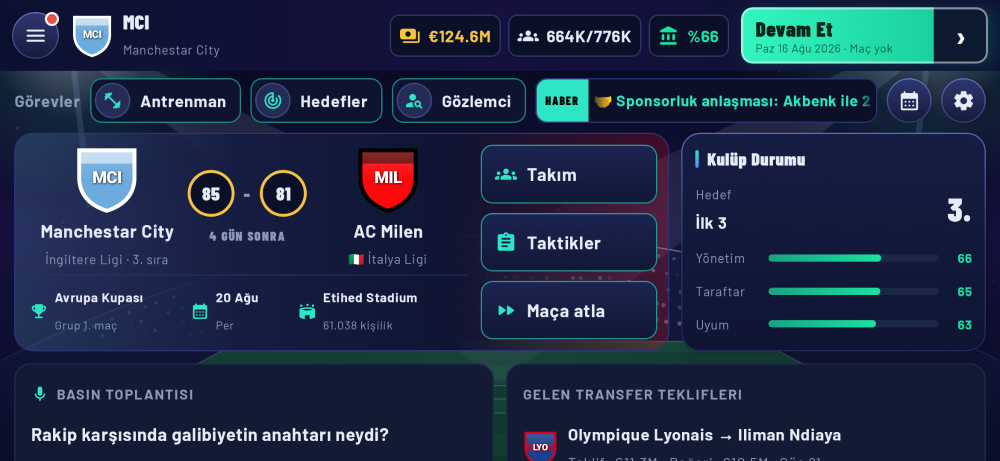 MCI
MCI
Manchestar City
€124.6M
664K/776K
%66
Devam Et
Paz 16 Ağu 2026 · Maç yok
Görevler
Antrenman
Hedefler
Gözlemci
HABER
Sponsorluk anlaşması: Akbenk ile 2
MCI
85 - 81
MIL
4 GÜN SONRA
Manchestar City
AC Milen
İngiltere Ligi · 3. sıra
İtalya Ligi
Avrupa Kupası
Grup 1. maç
20 Ağu
Per
Etihed Stadium
61.038 kişilik
Takım
Taktikler
Maça atla
Kulüp Durumu
Hedef
İlk 3
3.
Yönetim 66
Taraftar 65
Uyum 63
BASIN TOPLANTISI
Rakip karşısında galibiyetin anahtarı neydi?
GELEN TRANSFER TEKLİFLERİ
LYO
Olympique Lyonais → Iliman Ndiaya